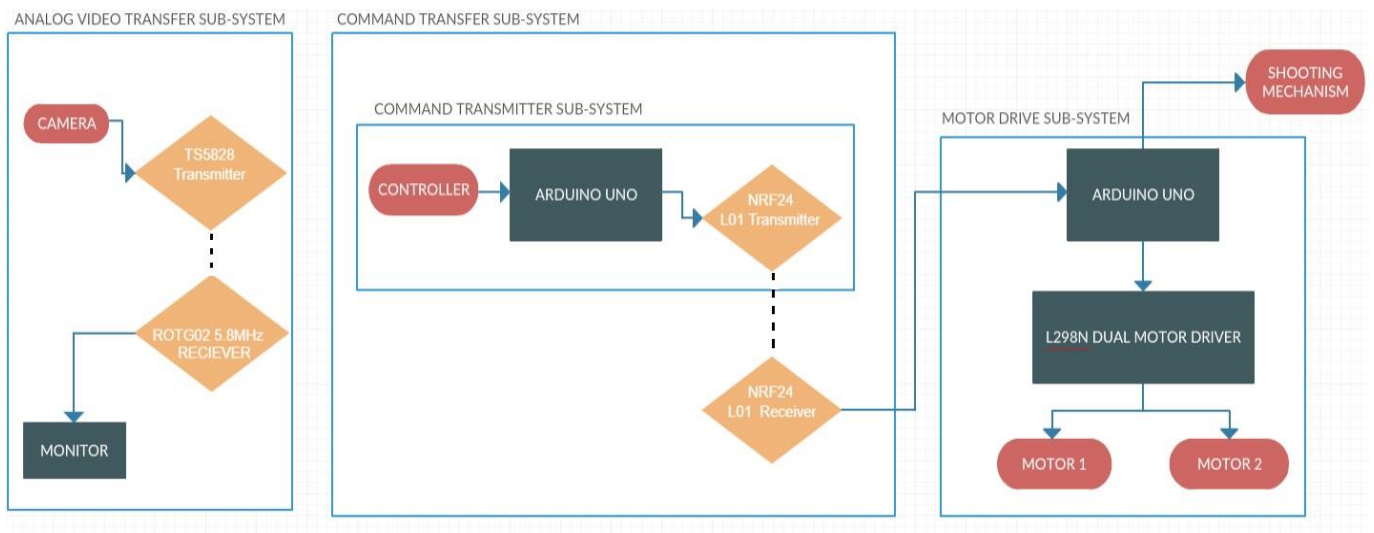 ANALOG VIDEO TRANSFER SUB-SYSTEM
CAMERA
TS5828
Transmitter
ROTG02 5.8MHz
RECIEVER
MONITOR
COMMAND TRANSFER SUB-SYSTEM
COMMAND TRANSMITTER SUB-SYSTEM
CONTROLLER
ARDUINO UNO
NRF24
L01 Transmitter
NRF24
L01 Receiver
SHOOTING
MECHANISM
MOTOR DRIVE SUB-SYSTEM
ARDUINO UNO
L298N DUAL MOTOR DRIVER
MOTOR 1
MOTOR 2